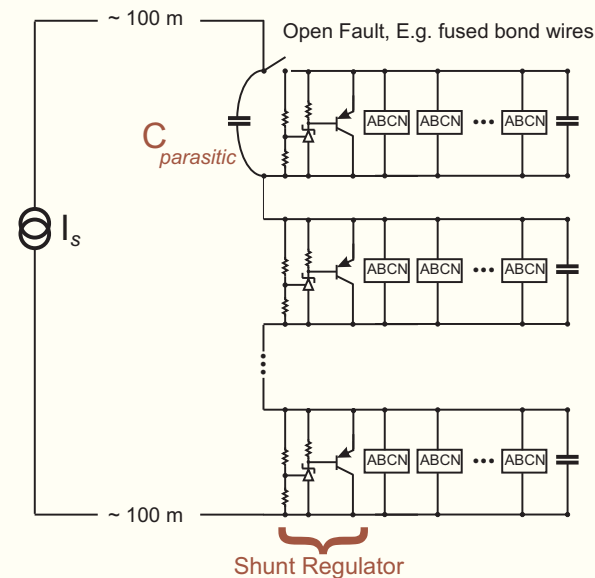 ~ 100 m
Open Fault, E.g. fused bond wires
ABCN ABCN ••• ABCN
C parasitic
Is
ABCN ABCN ••• ABCN
ABCN ABCN ••• ABCN
~ 100 m
Shunt Regulator